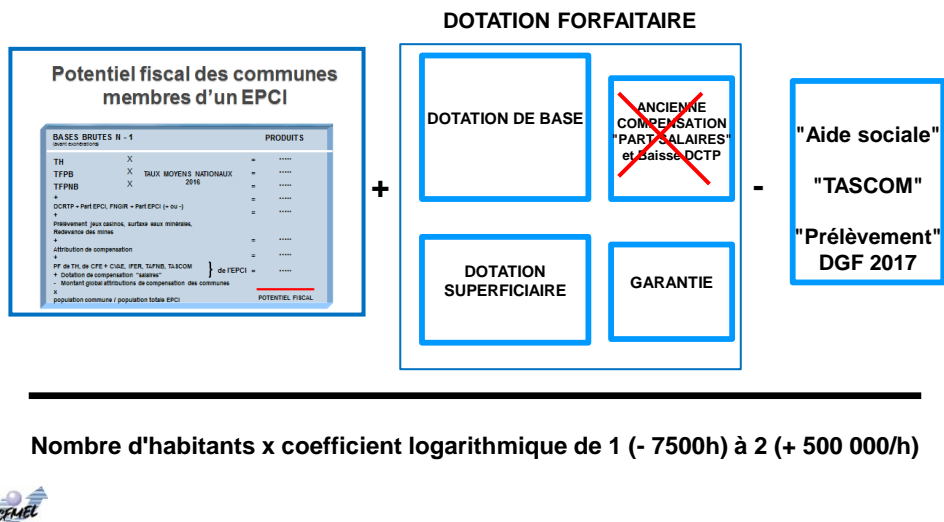 DOTATION FORFAITAIRE
Potentiel fiscal des communes
membres d'un EPCI
BASES BRUTES N - 1 PRODUITS
(avant exonérations)
TH X = .....
TFPB X TAUX MOYENS NATIONAUX = .....
TFPNB X 2016 = .....
+
DCRTP + Part EPCI, FNGIR + Part EPCI (+ ou -) = .....
+
Prélèvement jeux casinos, surtaxe eaux minérales,
Redevance des mines
+ = .....
Attribution de compensation
+ = .....
PF de TH, de CFE + CVAE, IFER, TAFNB, TASCOM } de l'EPCI = .....
+ Dotation de compensation "salaires"
- Montant global attributions de compensation des communes
x
population commune / population totale EPCI POTENTIEL FISCAL
+
DOTATION DE BASE
ANCIENNE
COMPENSATION
"PART SALAIRES"
et Baisse DCTP
DOTATION
SUPERFICIAIRE
GARANTIE
-
"Aide sociale"
"TASCOM"
"Prélèvement"
DGF 2017
Nombre d'habitants x coefficient logarithmique de 1 (- 7500h) à 2 (+ 500 000/h)
CFMEL